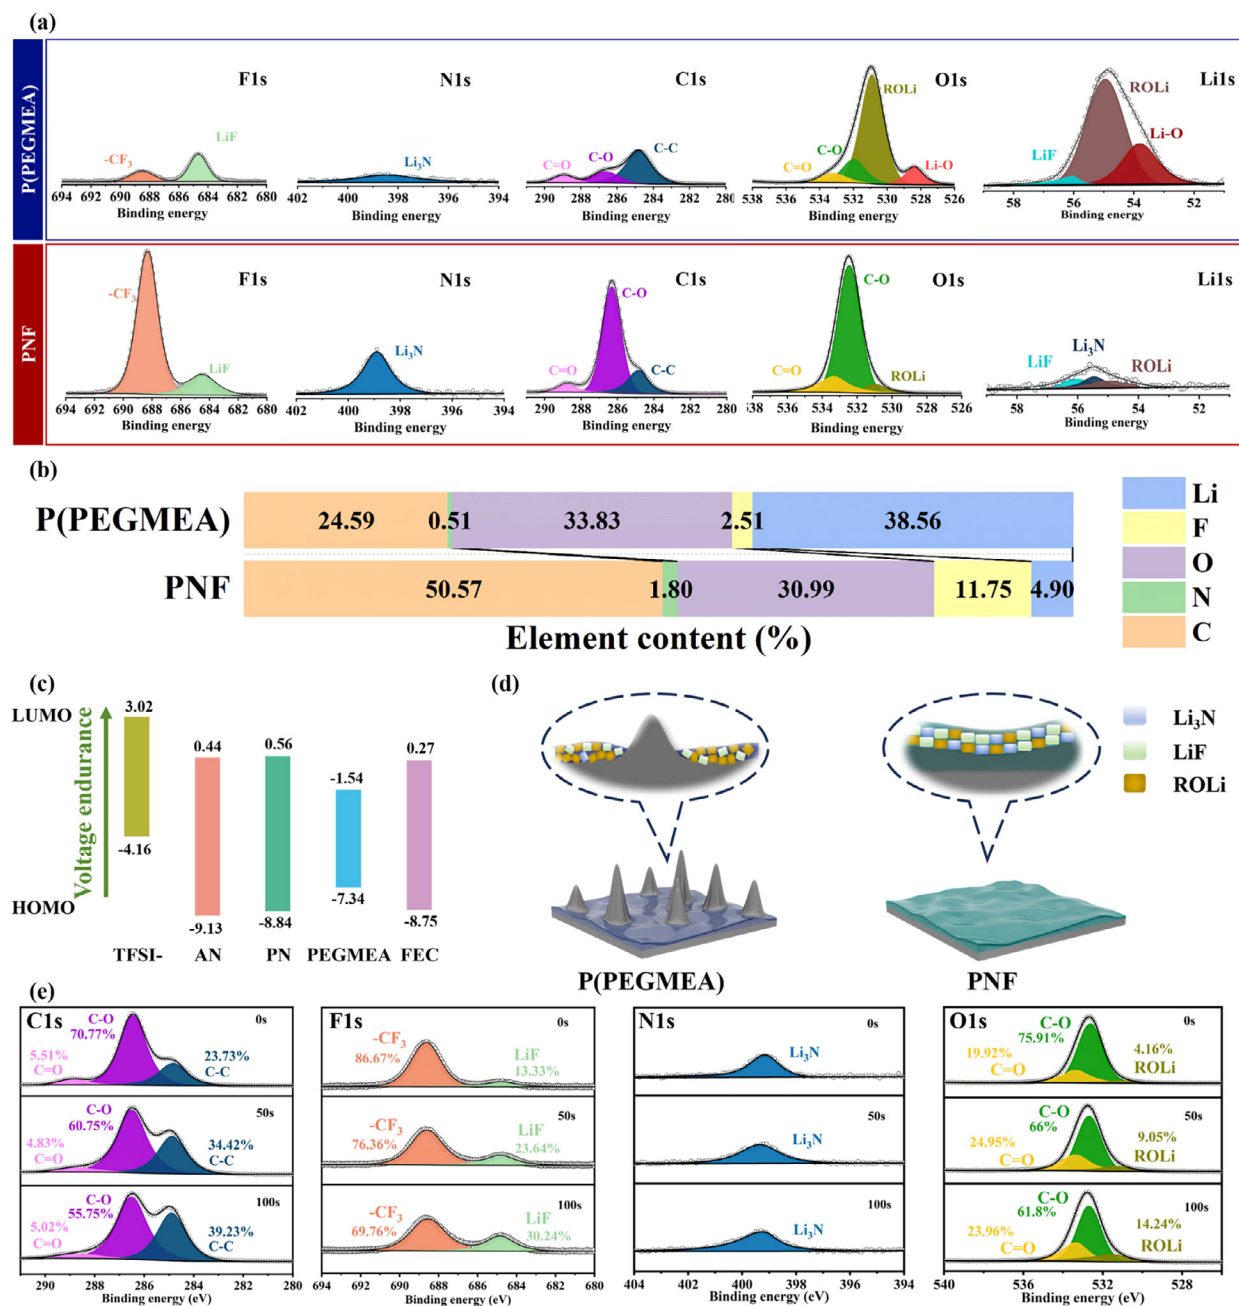 (a)
P(PEGMEA)
F1s
-CF₃
LiF
694 692 690 688 686 684 682 680
Binding energy
N1s
Li₃N
402 400 398 396 394
Binding energy
C1s
C=O
C-O
C-C
290 288 286 284 282 280
Binding energy
O1s
ROLi
C-O
C=O
Li-O
538 536 534 532 530 528 526
Binding energy
Li1s
ROLi
Li-O
LiF
58 56 54 52
Binding energy
PNF
F1s
-CF₃
LiF
694 692 690 688 686 684 682 680
Binding energy
N1s
Li₃N
402 400 398 396 394
Binding energy
C1s
C-O
C=O
C-C
290 288 286 284 282 280
Binding energy
O1s
C-O
C=O
ROLi
538 536 534 532 530 528 526
Binding energy
Li1s
Li₃N
LiF
ROLi
58 56 54 52
Binding energy
(b)
P(PEGMEA)
24.59 0.51 33.83 2.51 38.56
PNF
50.57 1.80 30.99 11.75 4.90
Element content (%)
Li
F
O
N
C
(c)
LUMO
HOMO
Voltage endurance
3.02
-4.16
0.44
-9.13
0.56
-8.84
-1.54
-7.34
0.27
-8.75
TFSI- AN PN PEGMEA FEC
(d)
Li₃N
LiF
ROLi
P(PEGMEA) PNF
(e)
C1s
0s
C-O
70.77%
5.51%
C=O
23.73%
C-C
50s
C-O
60.75%
4.83%
C=O
34.42%
C-C
100s
C-O
55.75%
5.02%
C=O
39.23%
C-C
290 288 286 284 282 280
Binding energy (eV)
F1s
0s
-CF₃
86.67%
LiF
13.33%
50s
-CF₃
76.36%
LiF
23.64%
100s
-CF₃
69.76%
LiF
30.24%
694 692 690 688 686 684 682 680
Binding energy (eV)
N1s
0s
Li₃N
50s
Li₃N
100s
Li₃N
404 402 400 398 396 394
Binding energy (eV)
O1s
0s
C-O
75.91%
19.92%
C=O
4.16%
ROLi
50s
C-O
66%
24.95%
C=O
9.05%
ROLi
100s
C-O
61.8%
23.96%
C=O
14.24%
ROLi
540 536 532 528
Binding energy (eV)